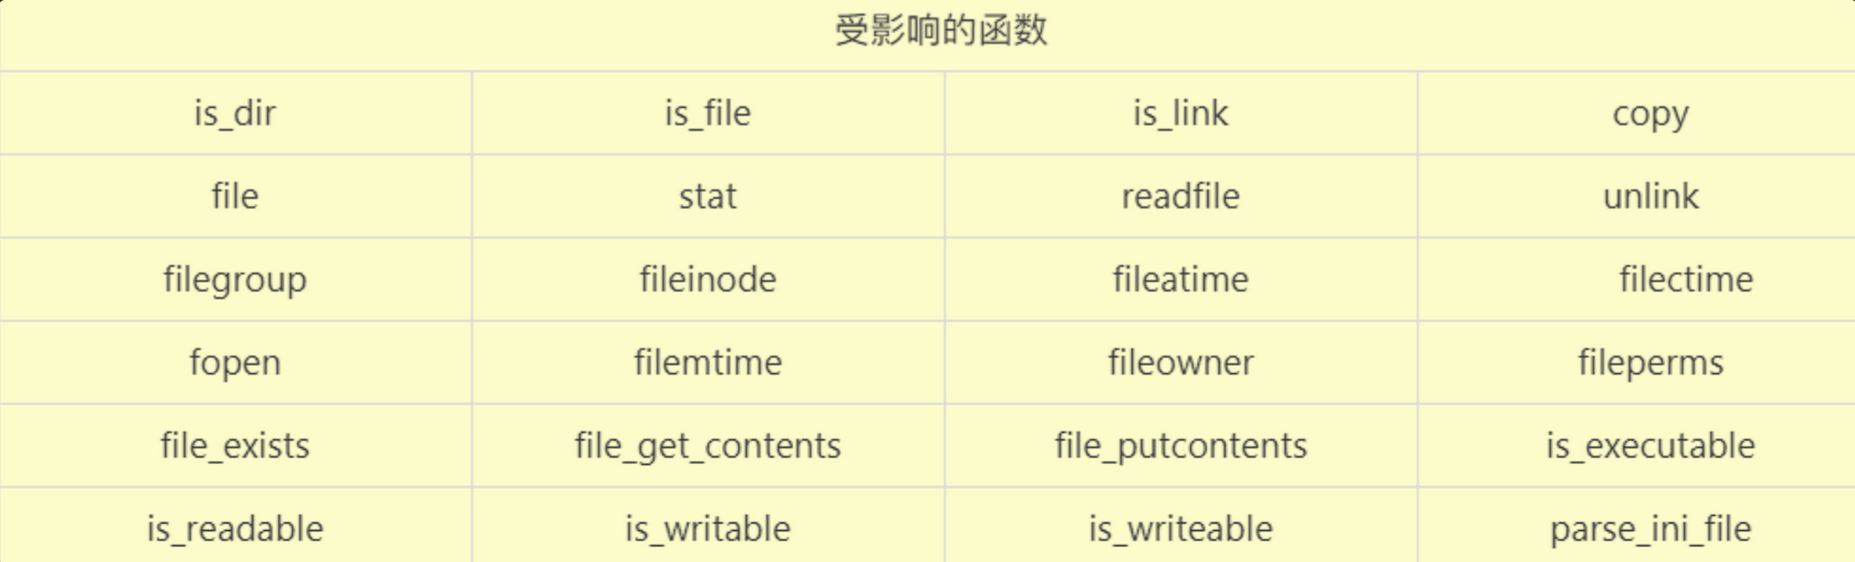 受影响的函数
is_dir is_file is_link copy
file stat readfile unlink
filegroup fileinode fileatime filectime
fopen filemtime fileowner fileperms
file_exists file_get_contents file_putcontents is_executable
is_readable is_writable is_writeable parse_ini_file